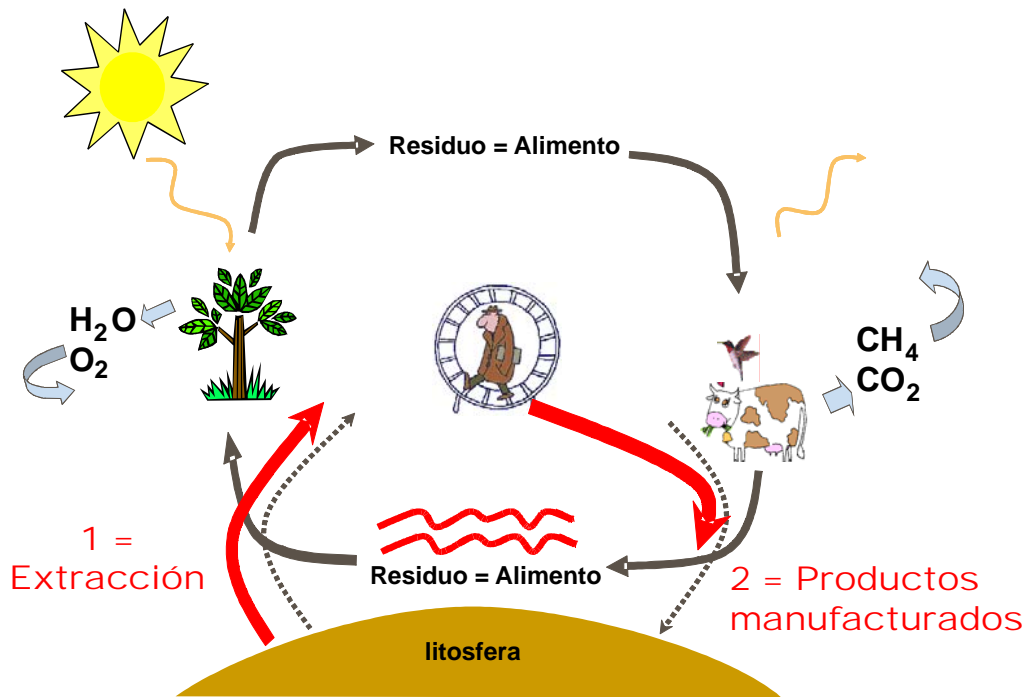 Residuo = Alimento
H₂O
O₂
CH₄
CO₂
1 =
Extracción
Residuo = Alimento
2 = Productos
manufacturados
litosfera